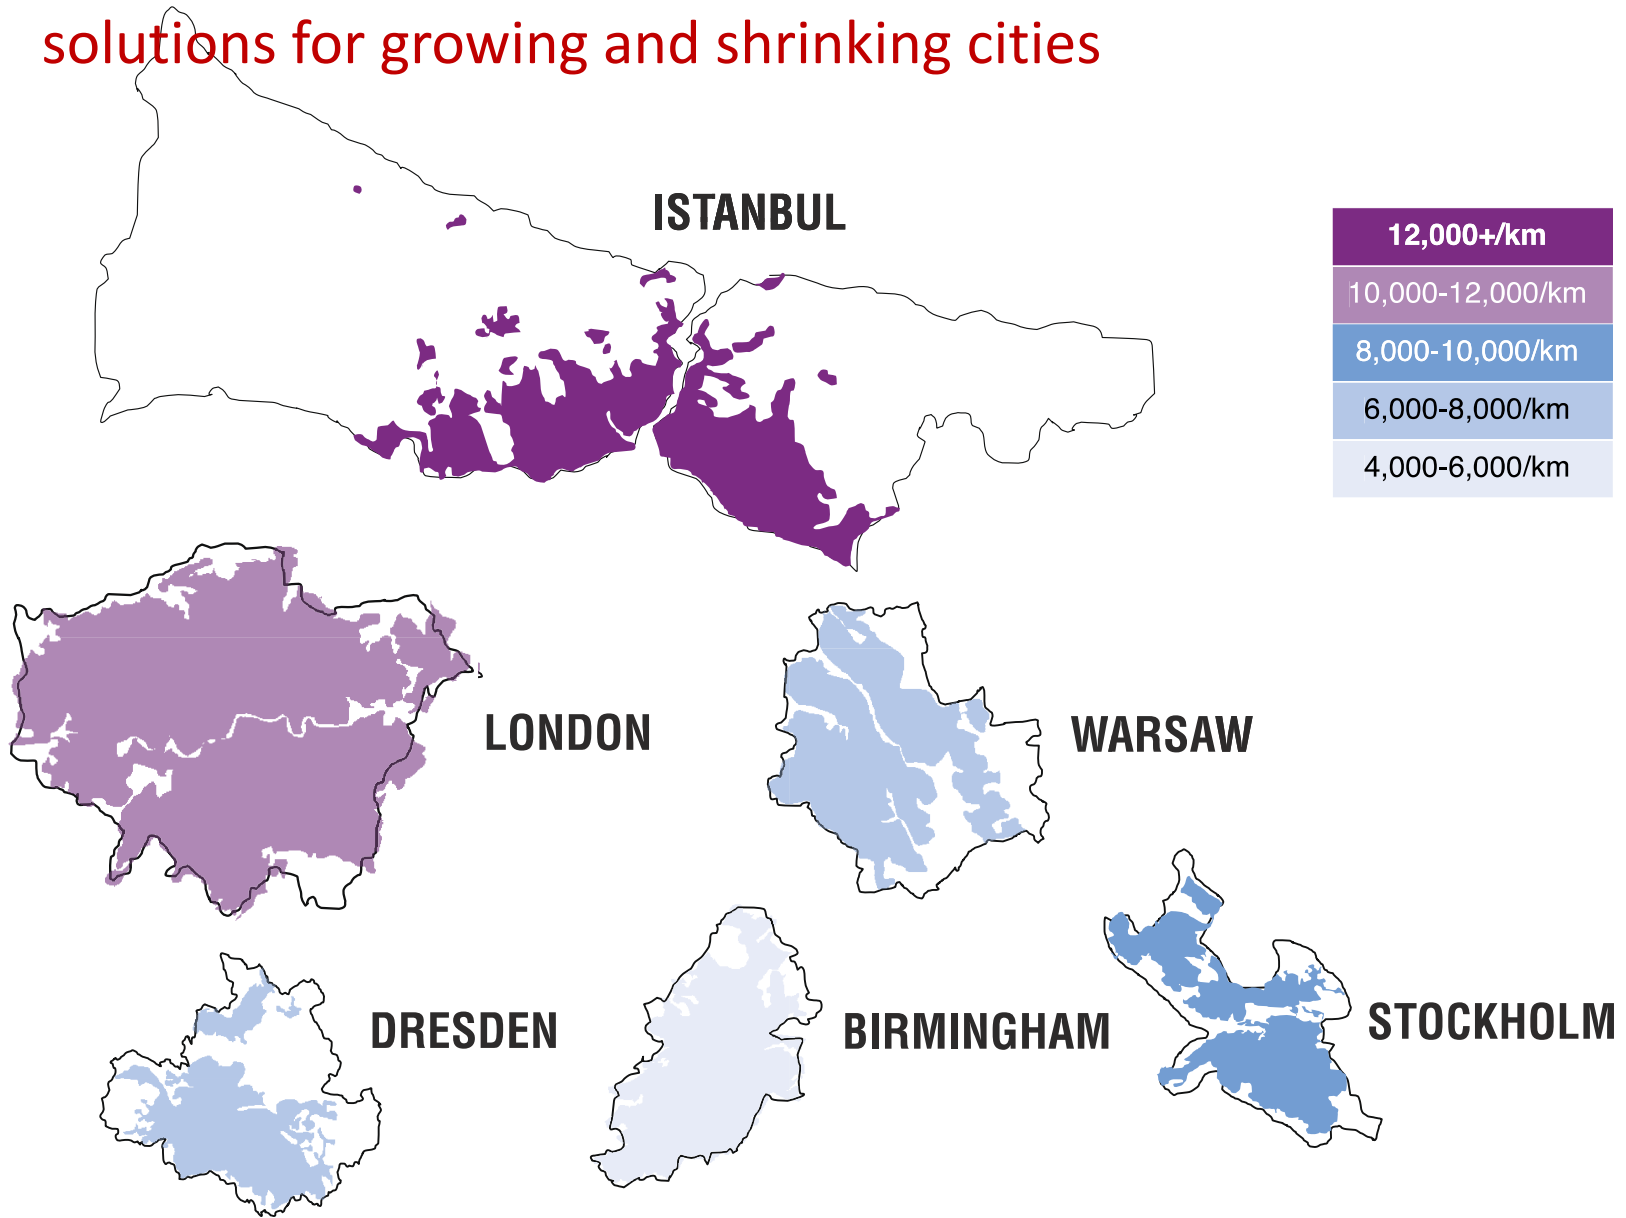 solutions for growing and shrinking cities
ISTANBUL
12,000+/km
10,000-12,000/km
8,000-10,000/km
6,000-8,000/km
4,000-6,000/km
LONDON
WARSAW
DRESDEN
BIRMINGHAM
STOCKHOLM